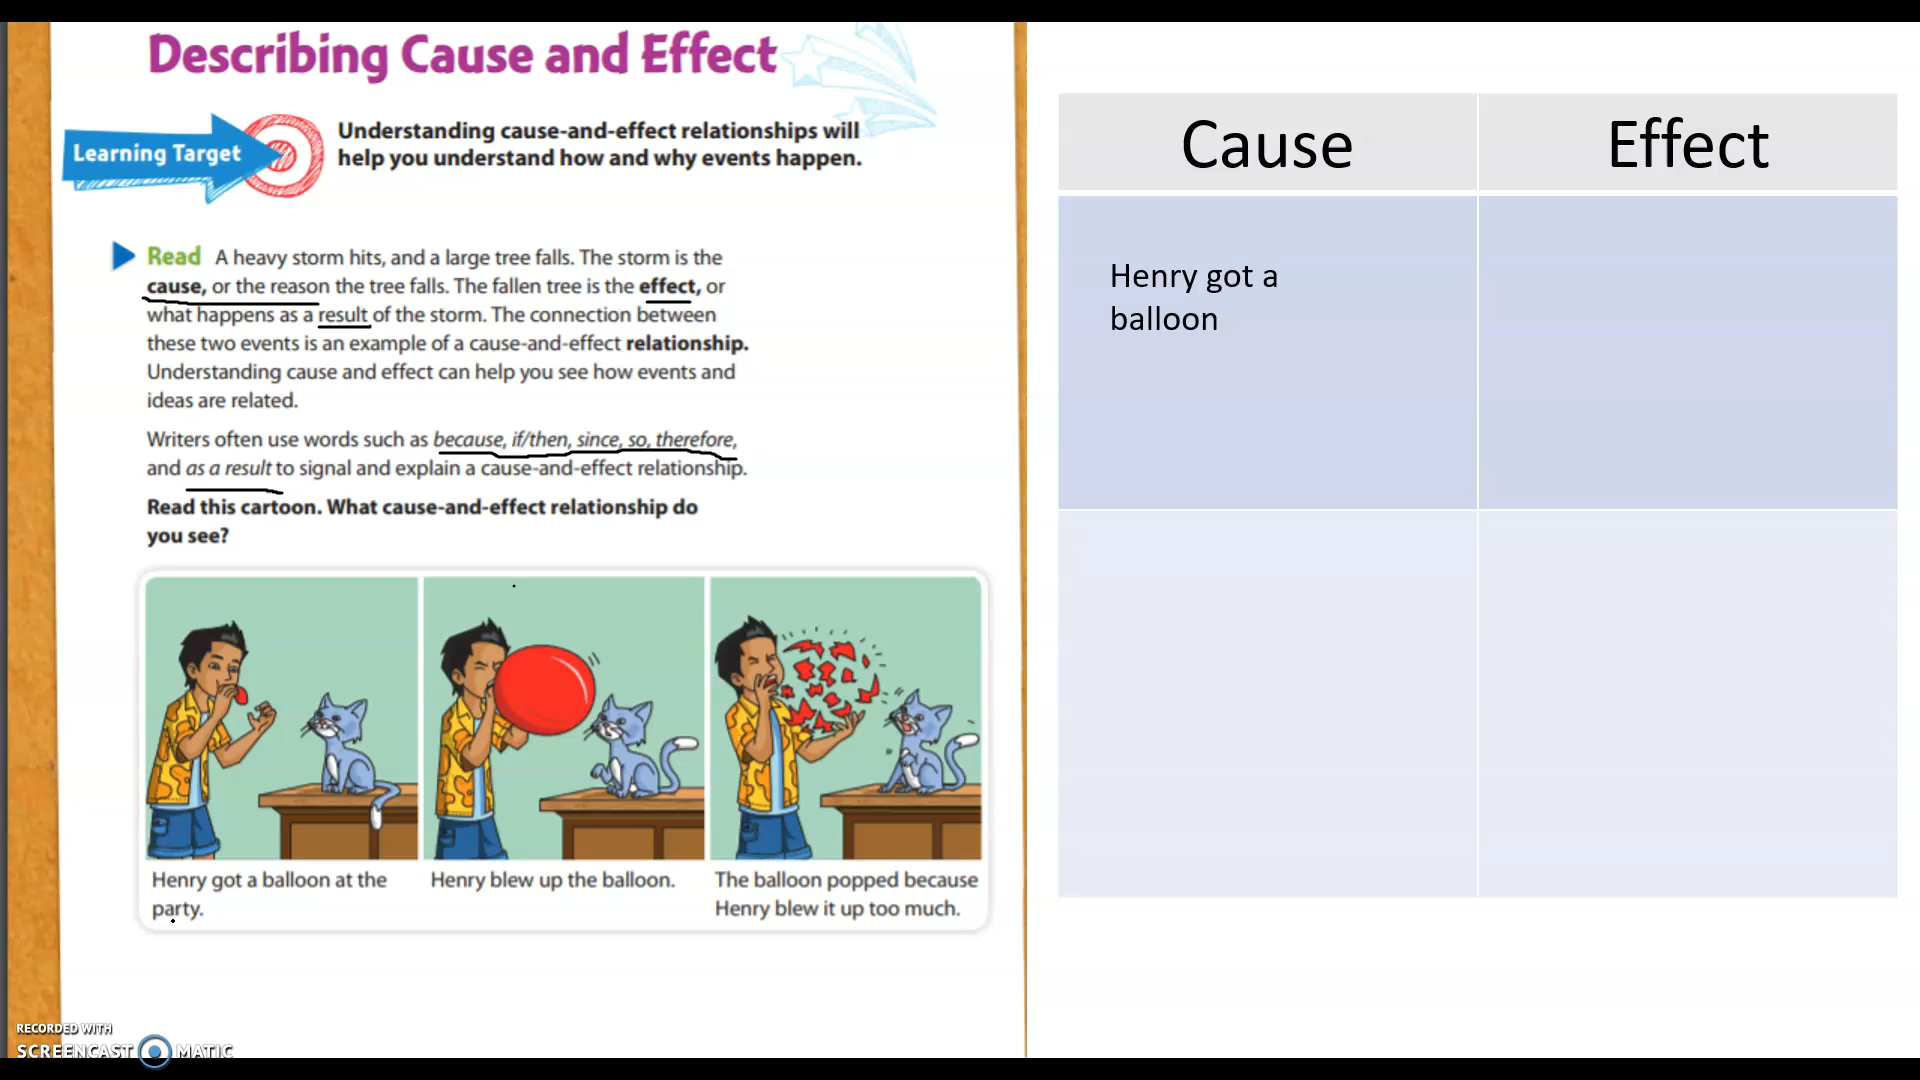 Describing Cause and Effect
Learning Target
Understanding cause-and-effect relationships will
help you understand how and why events happen.
Read A heavy storm hits, and a large tree falls. The storm is the
cause, or the reason the tree falls. The fallen tree is the effect, or
what happens as a result of the storm. The connection between
these two events is an example of a cause-and-effect relationship.
Understanding cause and effect can help you see how events and
ideas are related.
Writers often use words such as because, if/then, since, so, therefore,
and as a result to signal and explain a cause-and-effect relationship.
Read this cartoon. What cause-and-effect relationship do
you see?
Henry got a balloon at the
party.
Henry blew up the balloon.
The balloon popped because
Henry blew it up too much.
Cause
Effect
Henry got a
balloon
RECORDED WITH
SCREENCAST MATIC